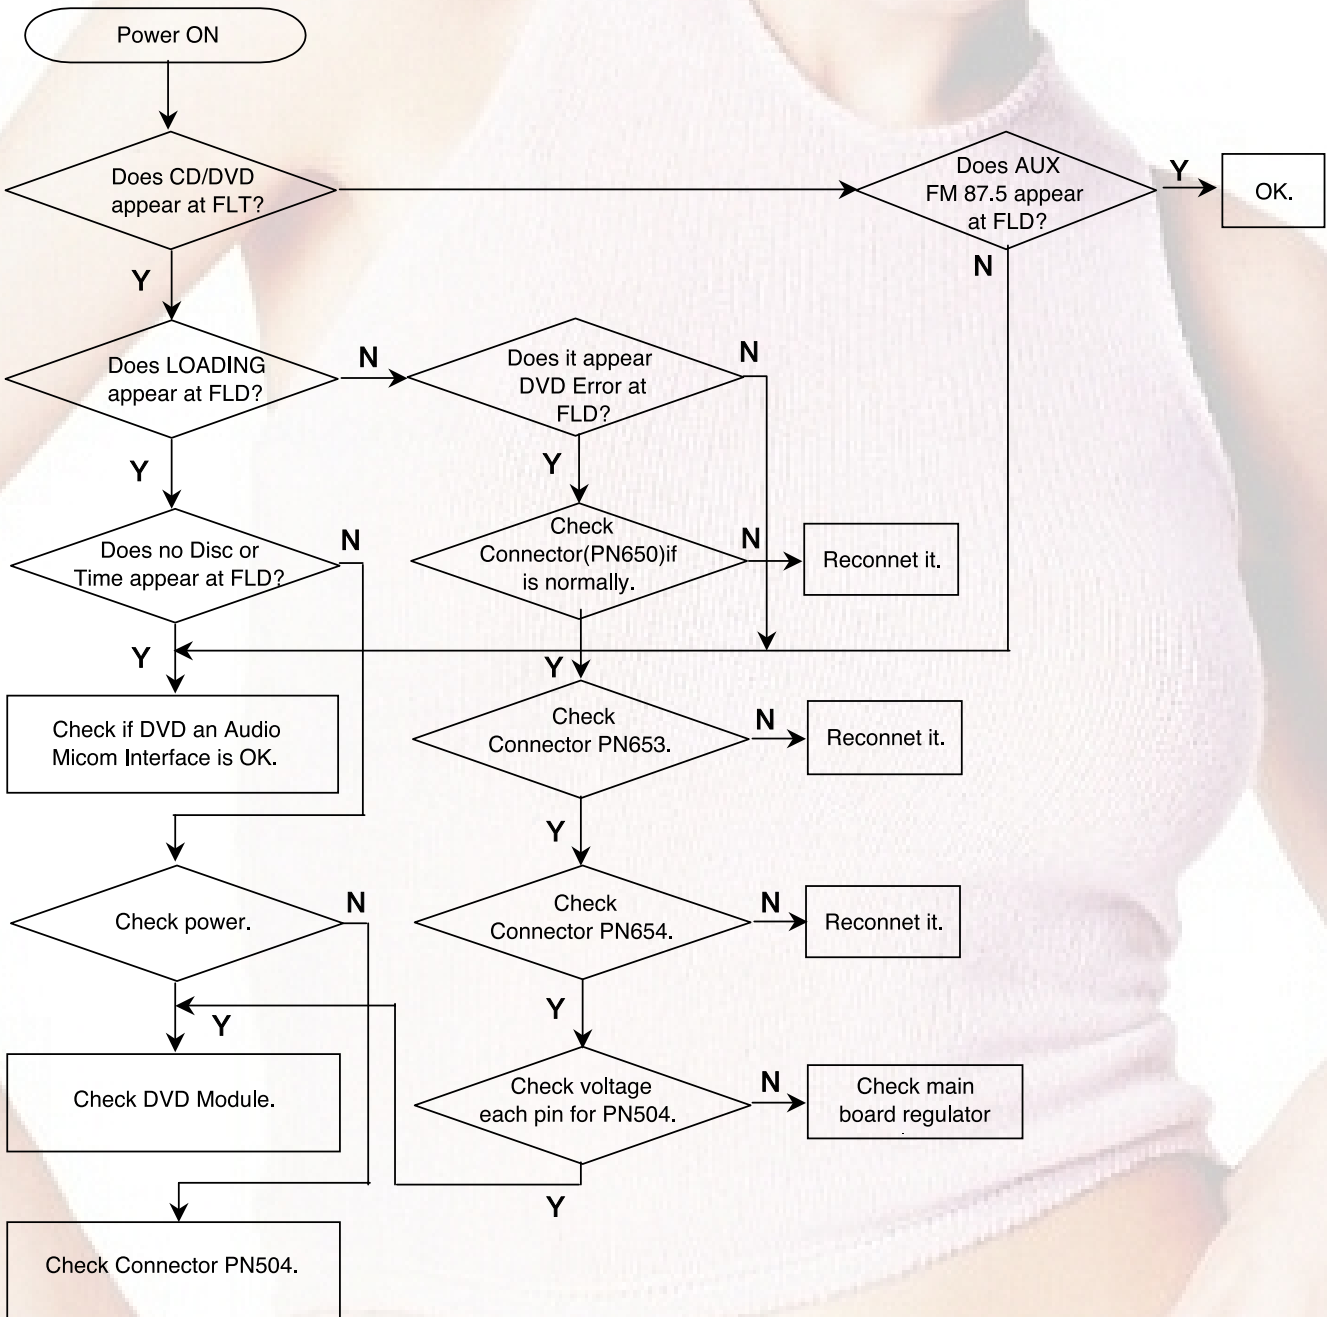 Power ON
Does CD/DVD
appear at FLT?
Does AUX
FM 87.5 appear
at FLD?
Y
OK.
N
Y
Does LOADING
appear at FLD?
N
Does it appear
DVD Error at
FLD?
N
Y
Y
Does no Disc or
Time appear at FLD?
N
Check
Connector(PN650)if
is normally.
N
Reconnet it.
Y
Y
Check if DVD an Audio
Micom Interface is OK.
Check
Connector PN653.
N
Reconnet it.
Y
Check power.
N
Check
Connector PN654.
N
Reconnet it.
Y
Y
Check DVD Module.
Check voltage
each pin for PN504.
N
Check main
board regulator
.
Y
Check Connector PN504.